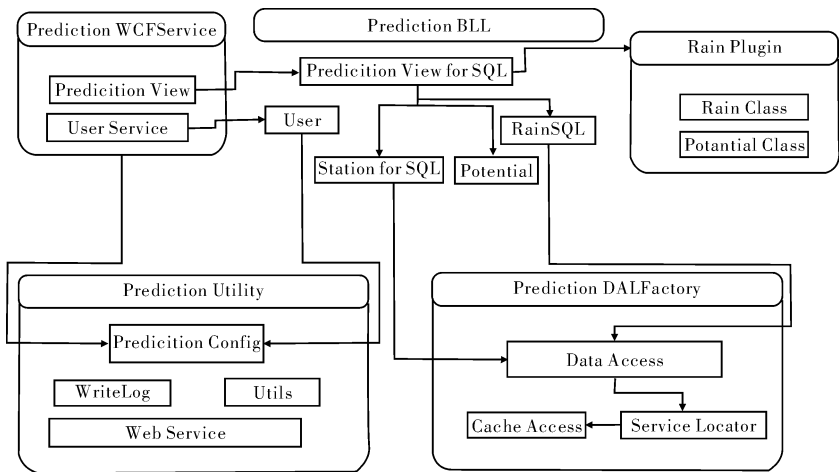 Prediction WCFService
Predicition View
User Service
Prediction BLL
Predicition View for SQL
User
RainSQL
Station for SQL
Potential
Rain Plugin
Rain Class
Potantial Class
Prediction Utility
Predicition Config
WriteLog
Utils
Web Service
Prediction DALFactory
Data Access
Cache Access
Service Locator